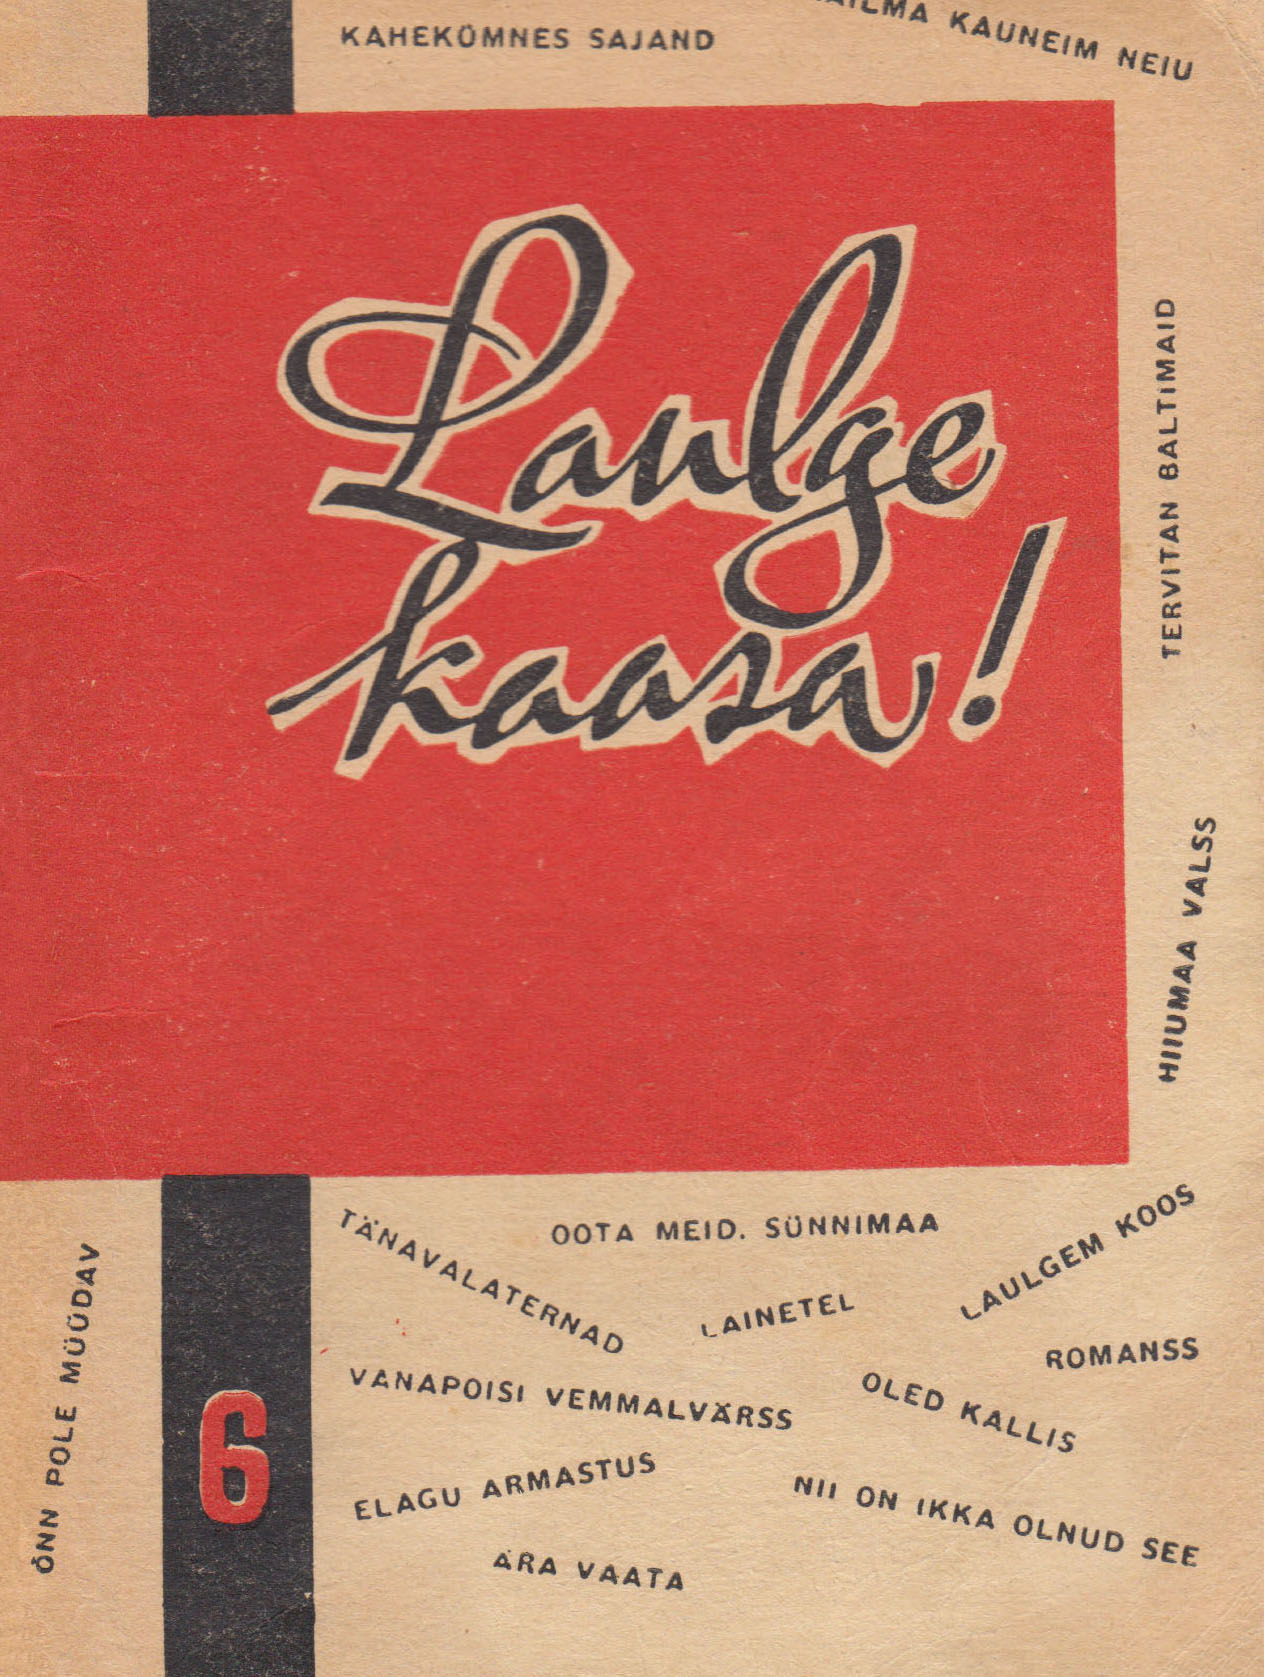 KAHEKÜMNES SAJAND
KAUNEIM NEIU
Laulge
kaasa!
TERVITAN BALTIMAID
HIIUMAA VALSS
TÄNAVALATERNAD
OOTA MEID. SÜNNIMAA
LAULGEM KOOS
LAINETEL
ROMANSS
VANAPOISI VEMMALVÄRSS
OLED KALLIS
ELAGU ARMASTUS
NII ON IKKA OLNUD SEE
ÄRA VAATA
ÕNN POLE MÜÜDAV
6